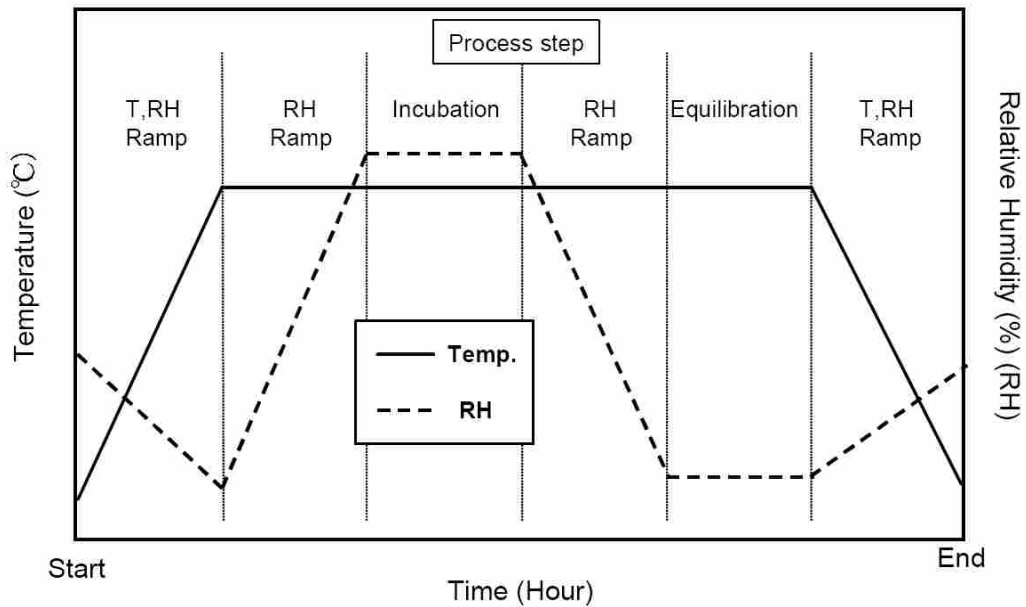 Process step
T,RH
Ramp
RH
Ramp
Incubation
RH
Ramp
Equilibration
T,RH
Ramp
Temperature (℃)
Relative Humidity (%) (RH)
Temp.
RH
Start
End
Time (Hour)